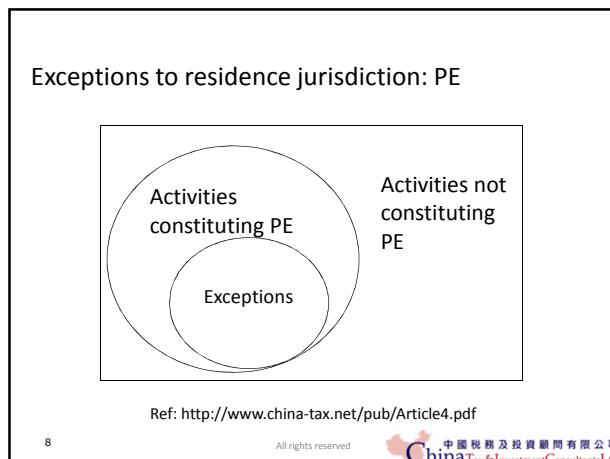 Exceptions to residence jurisdiction: PE
Activities
constituting PE
Activities not
constituting
PE
Exceptions
Ref: http://www.china-tax.net/pub/Article4.pdf
8
All rights reserved
中國稅務及投資顧問有限公司
ChinaTax&InvestmentConsultantsLtd